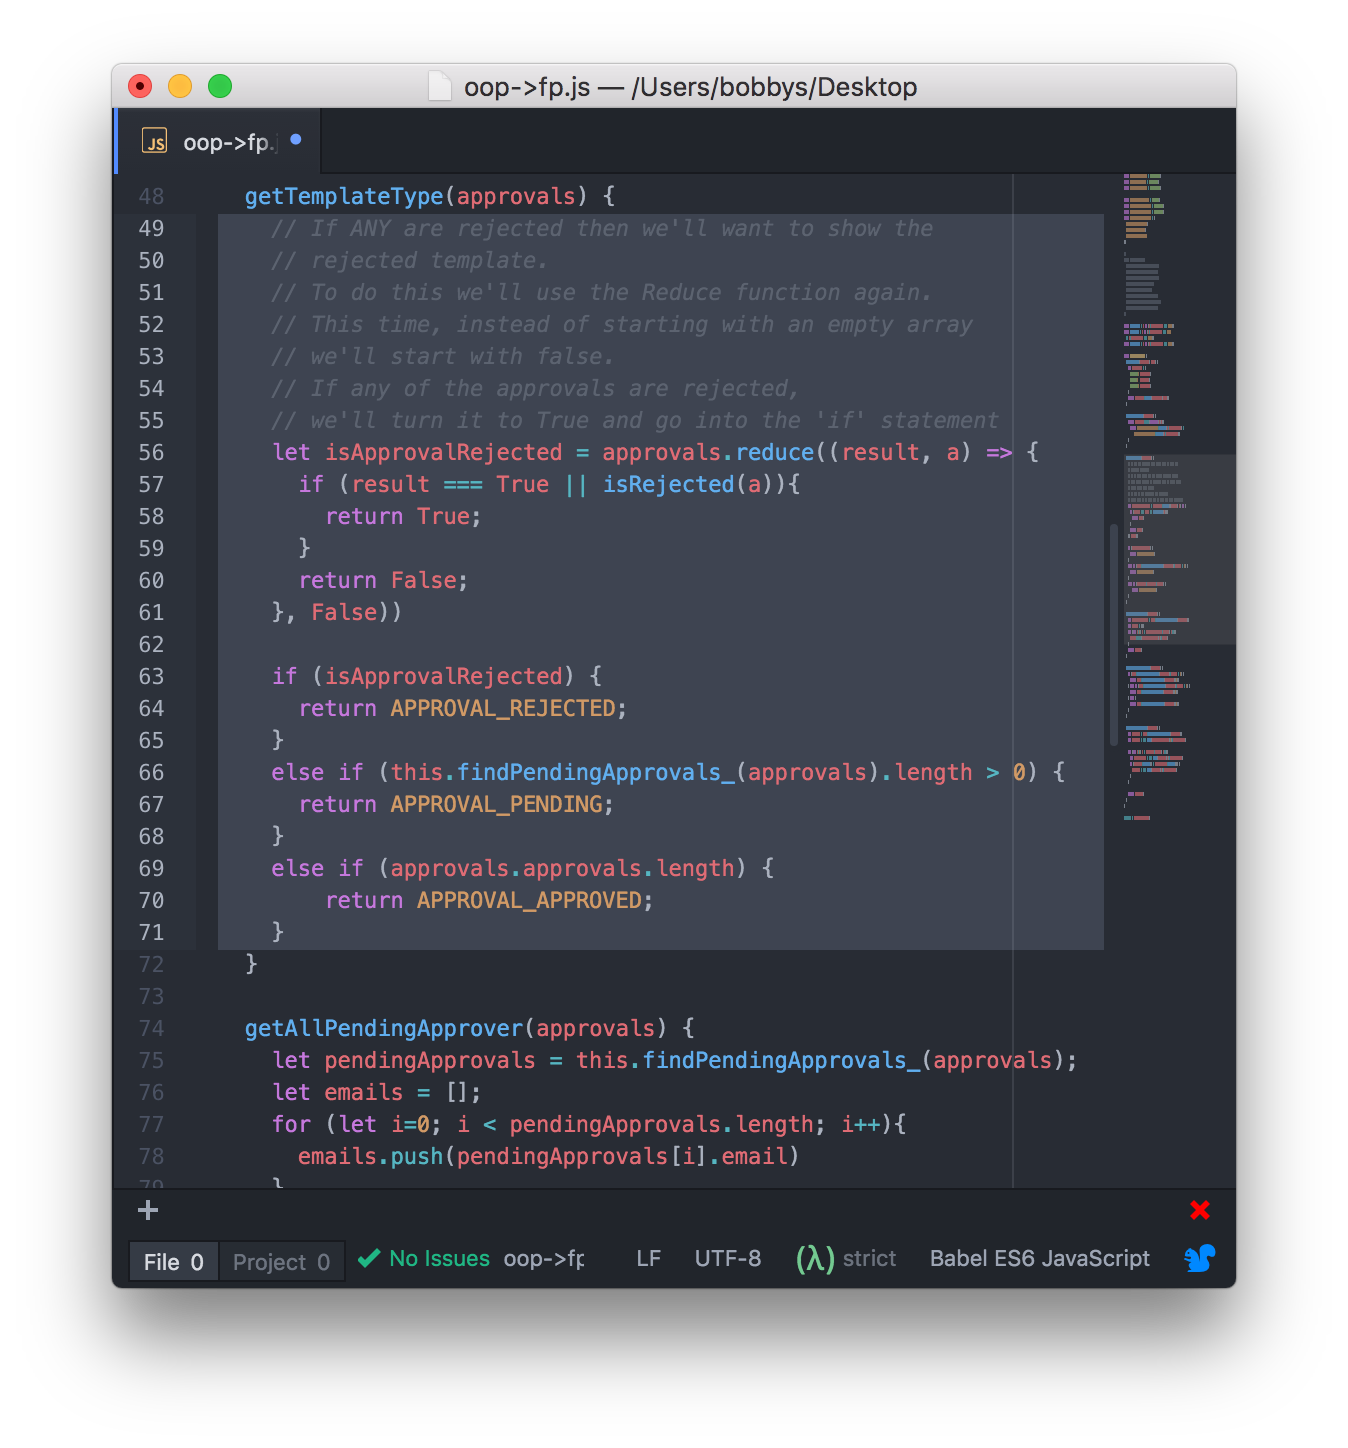 oop->fp.js — /Users/bobbys/Desktop
JS oop->fp.j
48 getTemplateType(approvals) {
49 // If ANY are rejected then we'll want to show the
50 // rejected template.
51 // To do this we'll use the Reduce function again.
52 // This time, instead of starting with an empty array
53 // we'll start with false.
54 // If any of the approvals are rejected,
55 // we'll turn it to True and go into the 'if' statement
56 let isApprovalRejected = approvals.reduce((result, a) => {
57 if (result === True || isRejected(a)){
58 return True;
59 }
60 return False;
61 }, False))
62
63 if (isApprovalRejected) {
64 return APPROVAL_REJECTED;
65 }
66 else if (this.findPendingApprovals_(approvals).length > 0) {
67 return APPROVAL_PENDING;
68 }
69 else if (approvals.approvals.length) {
70 return APPROVAL_APPROVED;
71 }
72 }
73
74 getAllPendingApprover(approvals) {
75 let pendingApprovals = this.findPendingApprovals_(approvals);
76 let emails = [];
77 for (let i=0; i < pendingApprovals.length; i++){
78 emails.push(pendingApprovals[i].email)
79 }
File 0 Project 0 No Issues oop->fp LF UTF-8 (λ) strict Babel ES6 JavaScript